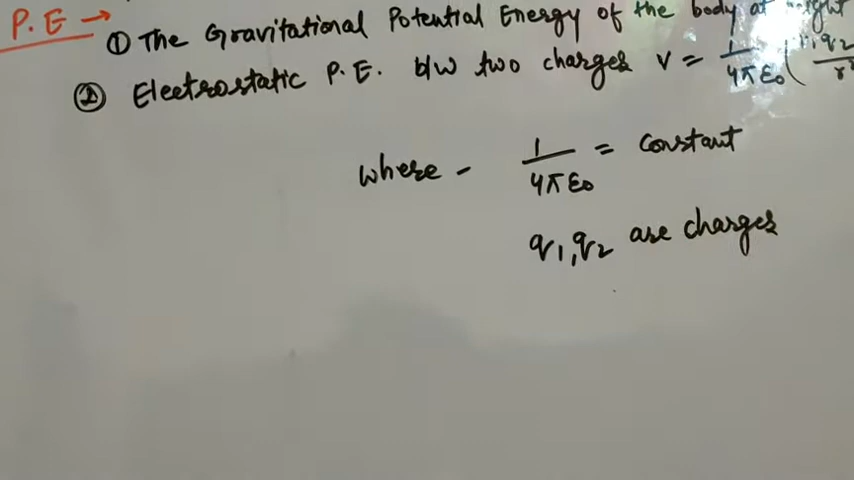 P.E → ① The Gravitational Potential Energy of the body at
② Electrostatic P.E. b/w two charges V = 1/4πε₀ (
where - 1/4πε₀ = constant
q₁,q₂ are charges